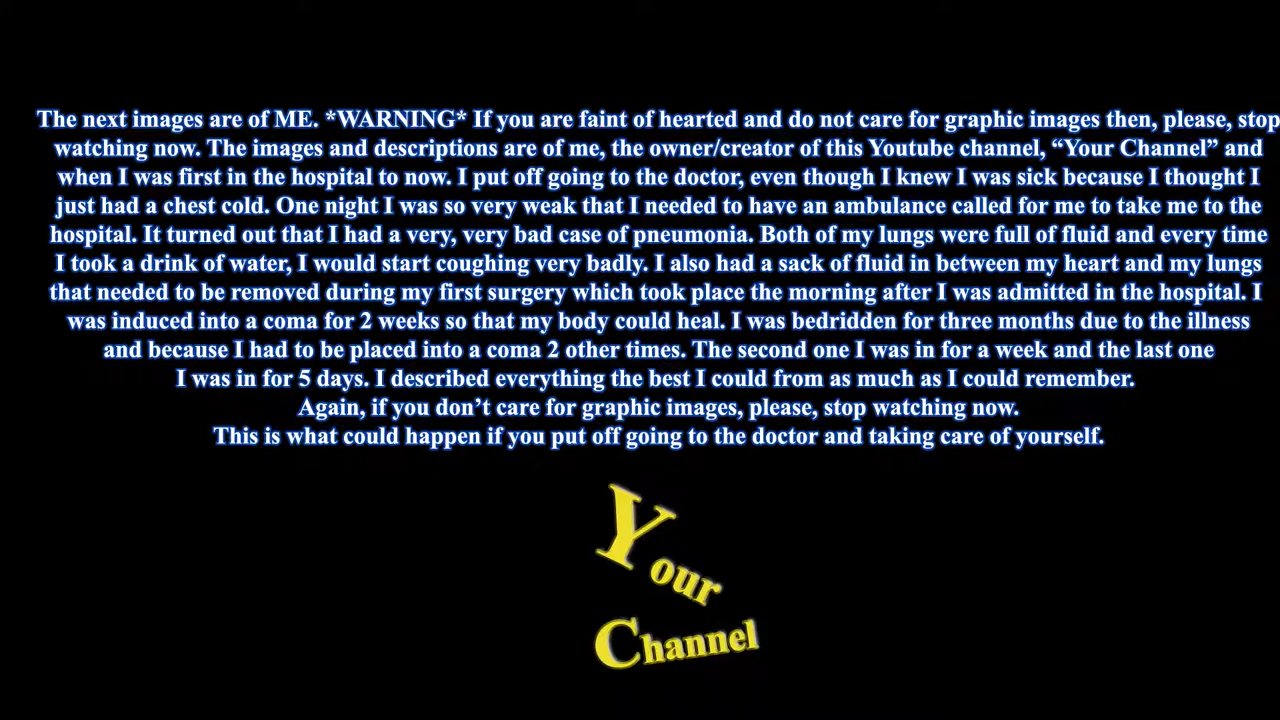 The next images are of ME. *WARNING* If you are faint of hearted and do not care for graphic images then, please, stop
watching now. The images and descriptions are of me, the owner/creator of this Youtube channel, “Your Channel” and
when I was first in the hospital to now. I put off going to the doctor, even though I knew I was sick because I thought I
just had a chest cold. One night I was so very weak that I needed to have an ambulance called for me to take me to the
hospital. It turned out that I had a very, very bad case of pneumonia. Both of my lungs were full of fluid and every time
I took a drink of water, I would start coughing very badly. I also had a sack of fluid in between my heart and my lungs
that needed to be removed during my first surgery which took place the morning after I was admitted in the hospital. I
was induced into a coma for 2 weeks so that my body could heal. I was bedridden for three months due to the illness
and because I had to be placed into a coma 2 other times. The second one I was in for a week and the last one
I was in for 5 days. I described everything the best I could from as much as I could remember.
Again, if you don’t care for graphic images, please, stop watching now.
This is what could happen if you put off going to the doctor and taking care of yourself.
Your
Channel